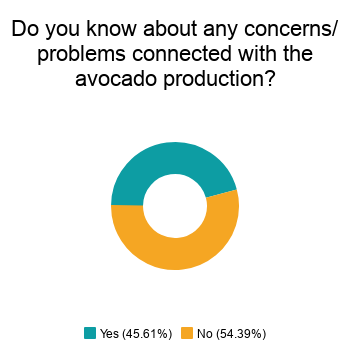 Do you know about any concerns/
problems connected with the
avocado production?
Yes (45.61%) No (54.39%)